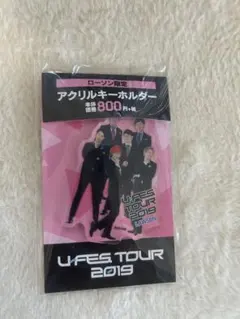 ローソン限定
アクリルキーホルダー
本体
価格 800円+税
U-FES TOUR
2019
U-FES TOUR
2019